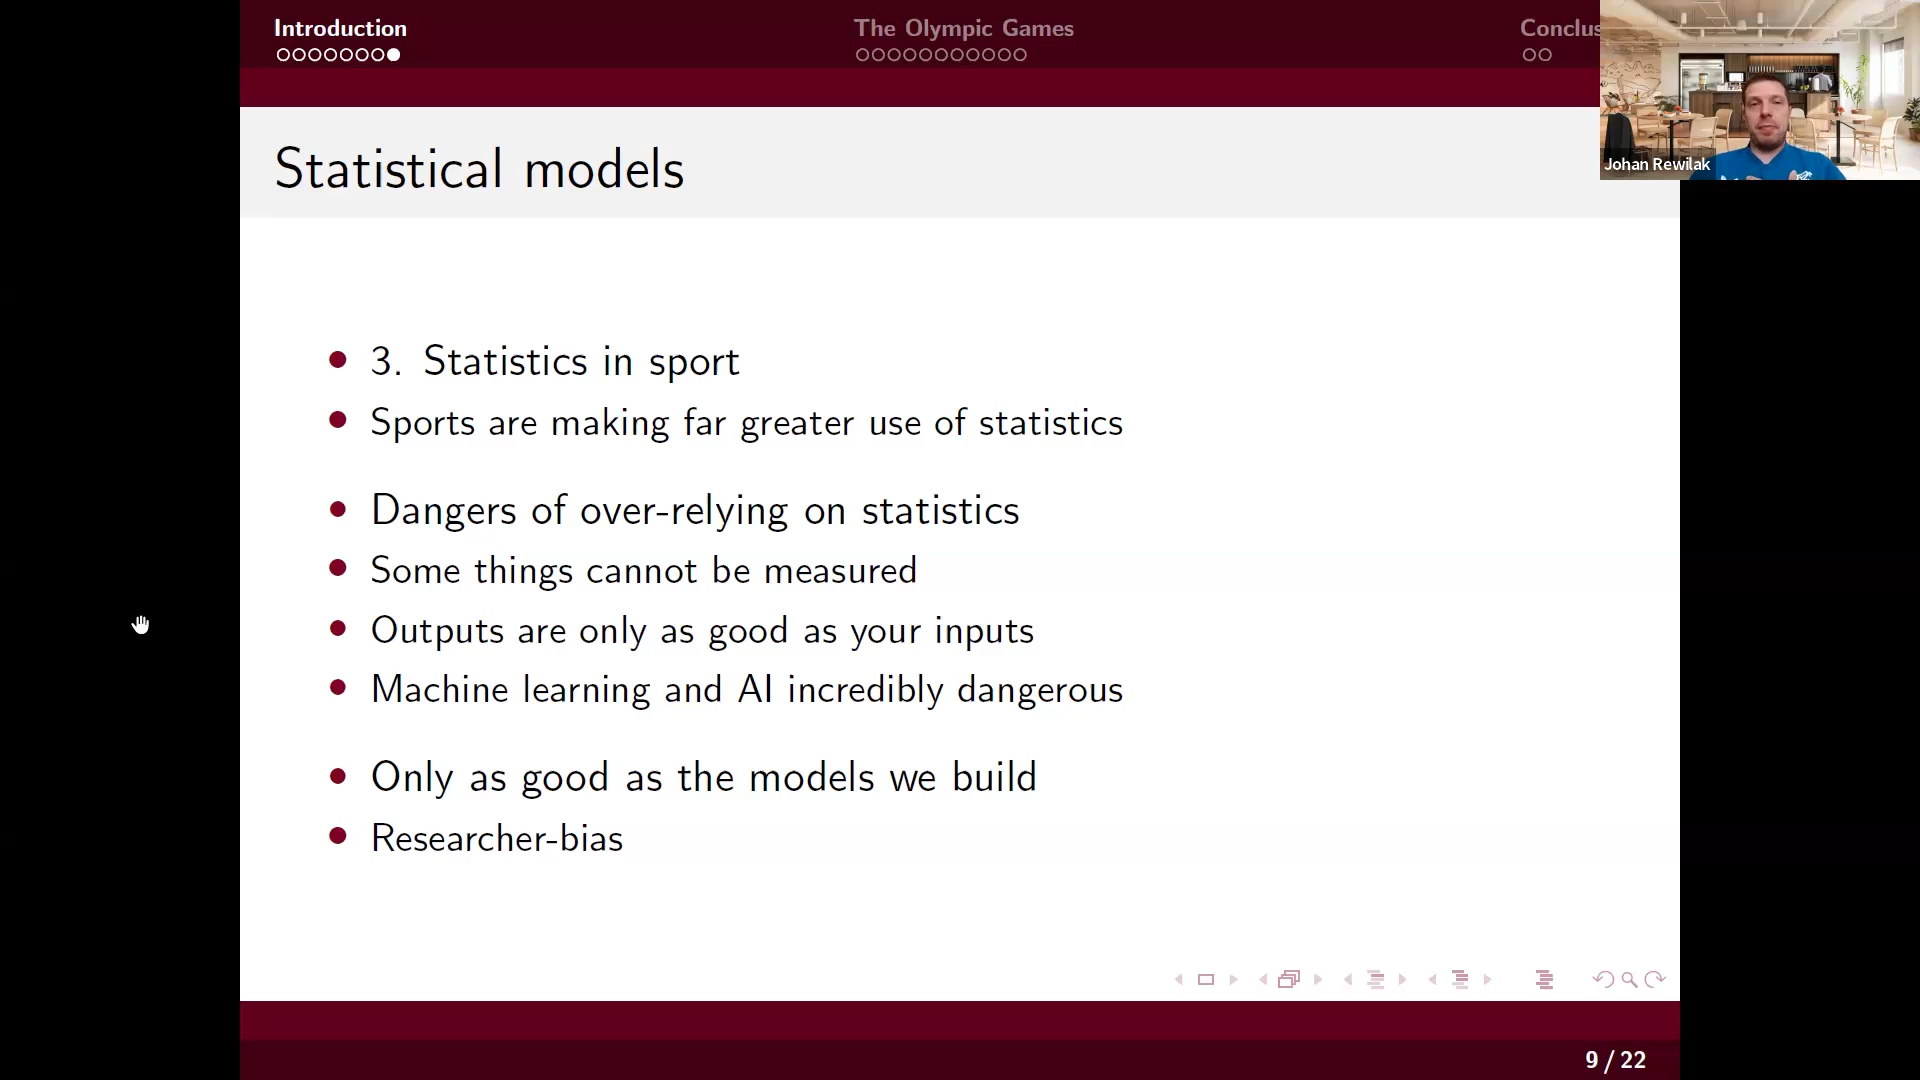 Introduction
The Olympic Games
Conclus
Johan Rewilak
Statistical models
3. Statistics in sport
Sports are making far greater use of statistics
Dangers of over-relying on statistics
Some things cannot be measured
Outputs are only as good as your inputs
Machine learning and AI incredibly dangerous
Only as good as the models we build
Researcher-bias
9 / 22